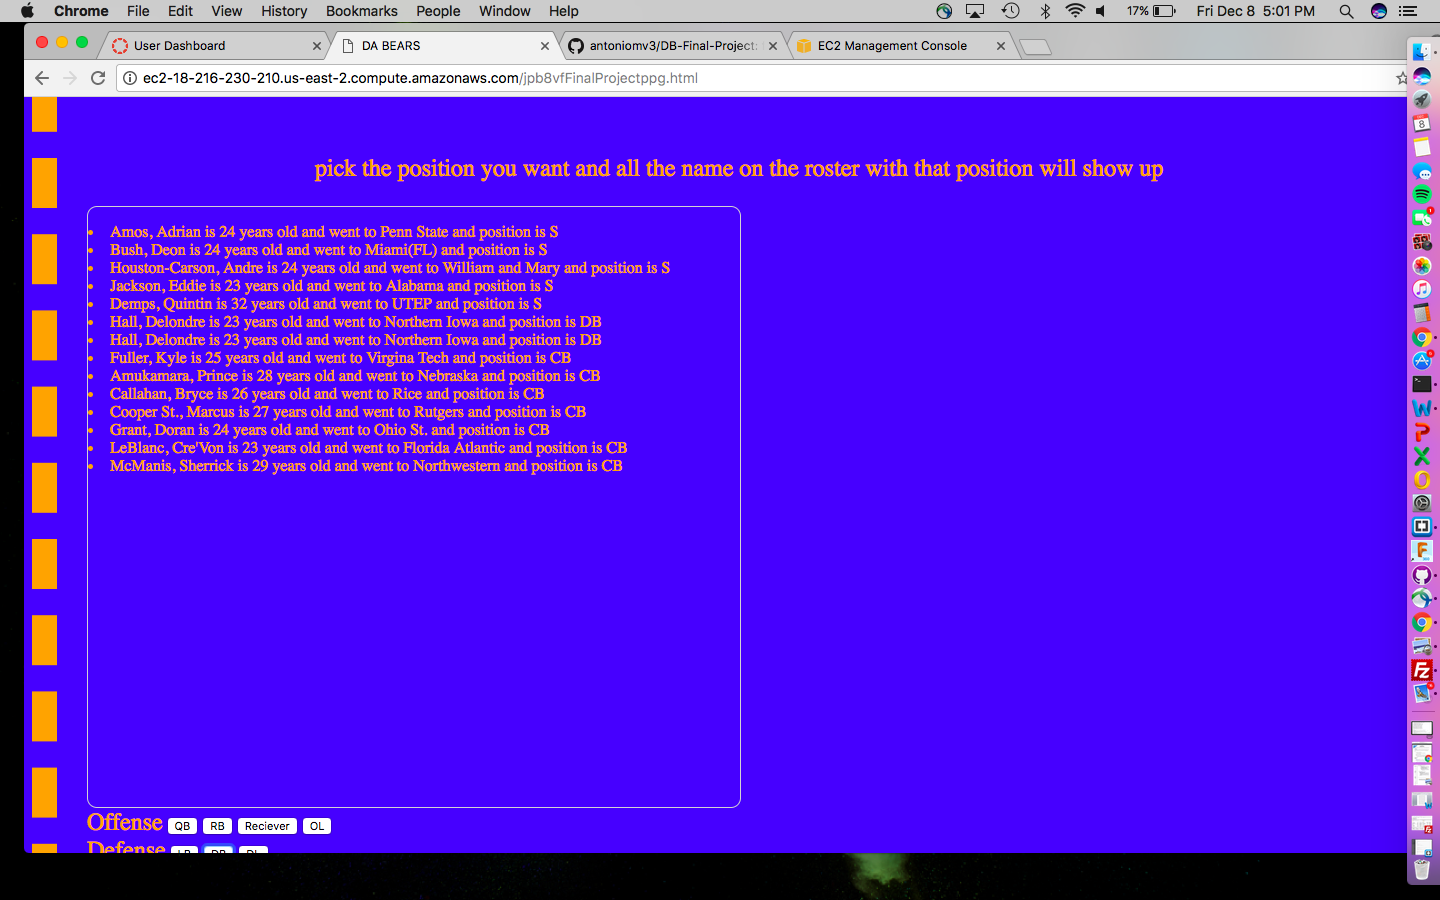 Chrome File Edit View History Bookmarks People Window Help 17% Fri Dec 8 5:01 PM
User Dashboard DA BEARS antoniomv3/DB-Final-Project: EC2 Management Console
ec2-18-216-230-210.us-east-2.compute.amazonaws.com/jpb8vfFinalProjectppg.html
pick the position you want and all the name on the roster with that position will show up
Amos, Adrian is 24 years old and went to Penn State and position is S
Bush, Deon is 24 years old and went to Miami(FL) and position is S
Houston-Carson, Andre is 24 years old and went to William and Mary and position is S
Jackson, Eddie is 23 years old and went to Alabama and position is S
Demps, Quintin is 32 years old and went to UTEP and position is S
Hall, Delondre is 23 years old and went to Northern Iowa and position is DB
Hall, Delondre is 23 years old and went to Northern Iowa and position is DB
Fuller, Kyle is 25 years old and went to Virgina Tech and position is CB
Amukamara, Prince is 28 years old and went to Nebraska and position is CB
Callahan, Bryce is 26 years old and went to Rice and position is CB
Cooper St., Marcus is 27 years old and went to Rutgers and position is CB
Grant, Doran is 24 years old and went to Ohio St. and position is CB
LeBlanc, Cre'Von is 23 years old and went to Florida Atlantic and position is CB
McManis, Sherrick is 29 years old and went to Northwestern and position is CB
Offense QB RB Reciever OL
Defense LB DB DL